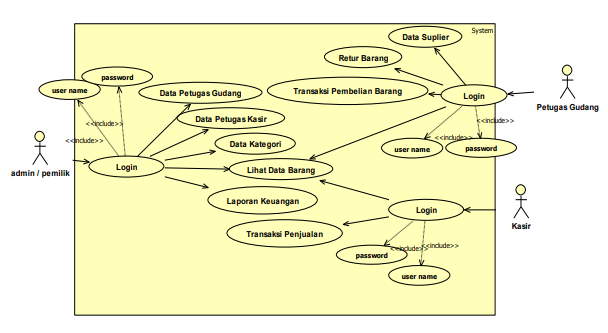 System
Data Suplier
Retur Barang
password
user name
Data Petugas Gudang
Transaksi Pembelian Barang
Login
Petugas Gudang
Data Petugas Kasir
<<include>>
<<include>>
<<include>>
<<include>>
Data Kategori
user name
password
admin / pemilik
Login
Lihat Data Barang
Laporan Keuangan
Login
Kasir
Transaksi Penjualan
<<include>>
<<include>>
password
user name